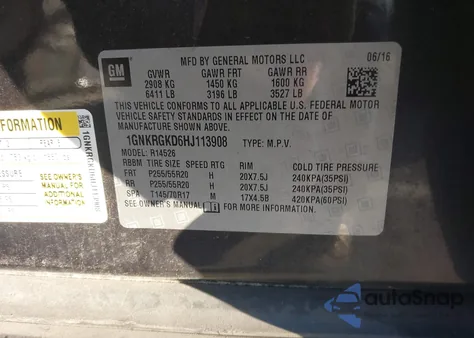 GM
MFD BY GENERAL MOTORS LLC
06/16
GVWR GAWR FRT GAWR RR
2908 KG 1450 KG 1600 KG
6411 LB 3196 LB 3527 LB
THIS VEHICLE CONFORMS TO ALL APPLICABLE U.S. FEDERAL MOTOR
VEHICLE SAFETY STANDARDS IN EFFECT ON THE DATE OF
MANUFACTURE SHOWN ABOVE.
1GNKRGKD6HJ113908 TYPE: M.P.V.
R14526
RBBM TIRE SIZE SPEED RTG RIM COLD TIRE PRESSURE
FRT P255/55R20 H 20X7.5J 240KPA(35PSI)
RR P255/55R20 H 20X7.5J 240KPA(35PSI)
SPA T145/70R17 M 17X4.5B 420KPA(60PSI)
SEE OWNER'S MANUAL FOR MORE INFORMATION.
FORMATION
SEE OWNER'S
MANUAL FOR
ADDITIONAL
INFORMATION
autoSnap